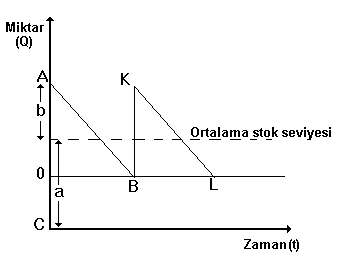 Miktar
(Q)
A
K
b
Ortalama stok seviyesi
0
a
B
L
C
Zaman(t)